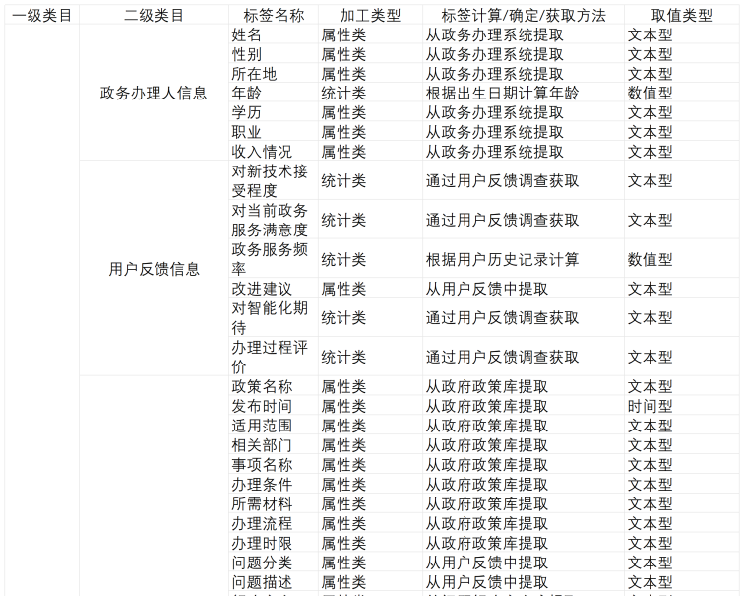 一级类目 二级类目 标签名称 加工类型 标签计算/确定/获取方法 取值类型
姓名 属性类 从政务办理系统提取 文本型
性别 属性类 从政务办理系统提取 文本型
所在地 属性类 从政务办理系统提取 文本型
政务办理人信息 年龄 统计类 根据出生日期计算年龄 数值型
学历 属性类 从政务办理系统提取 文本型
职业 属性类 从政务办理系统提取 文本型
收入情况 属性类 从政务办理系统提取 文本型
对新技术接
受程度 统计类 通过用户反馈调查获取 文本型
对当前政务
服务满意度 统计类 通过用户反馈调查获取 文本型
用户反馈信息
政务服务频
率 统计类 根据用户历史记录计算 数值型
改进建议 属性类 从用户反馈中提取 文本型
对智能化期
待 统计类 通过用户反馈调查获取 文本型
办理过程评
价 统计类 通过用户反馈调查获取 文本型
政策名称 属性类 从政府政策库提取 文本型
发布时间 属性类 从政府政策库提取 时间型
适用范围 属性类 从政府政策库提取 文本型
相关部门 属性类 从政府政策库提取 文本型
事项名称 属性类 从政府政策库提取 文本型
办理条件 属性类 从政府政策库提取 文本型
所需材料 属性类 从政府政策库提取 文本型
办理流程 属性类 从政府政策库提取 文本型
办理时限 属性类 从政府政策库提取 文本型
问题分类 属性类 从用户反馈中提取 文本型
问题描述 属性类 从用户反馈中提取 文本型